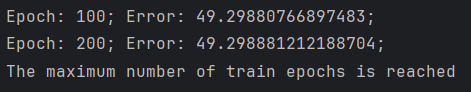 Epoch: 100; Error: 49.29880766897483;
Epoch: 200; Error: 49.298881212188704;
The maximum number of train epochs is reached